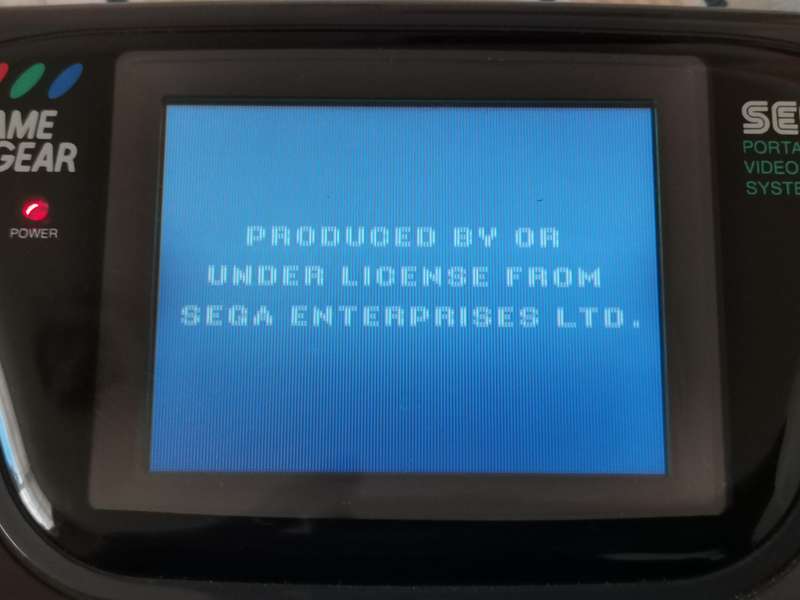 AME
GEAR
POWER
PRODUCED BY OR
UNDER LICENSE FROM
SEGA ENTERPRISES LTD.
SE
PORTA
VIDEO
SYSTE